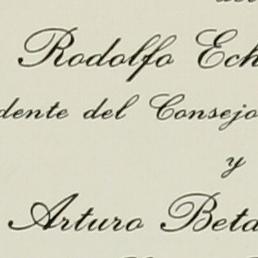 Rodolfo Ech
dente del Consejo
y
Arturo Beta